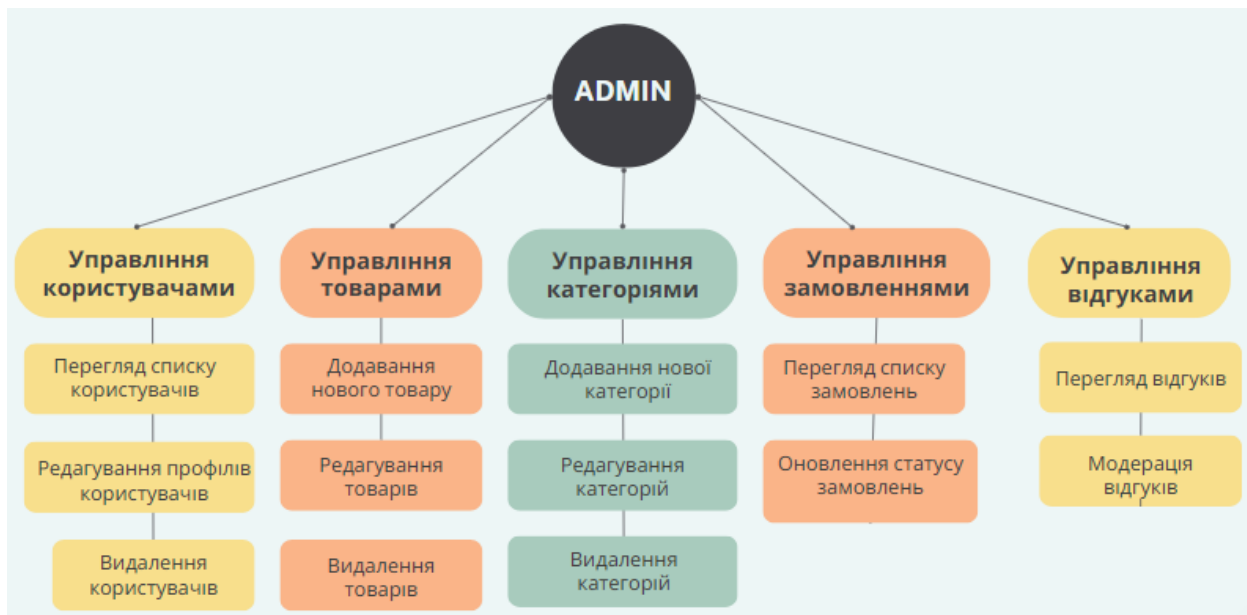 ADMIN
Управління
користувачами
Перегляд списку
користувачів
Редагування профілів
користувачів
Видалення
користувачів
Управління
товарами
Додавання
нового товару
Редагування
товарів
Видалення
товарів
Управління
категоріями
Додавання нової
категорії
Редагування
категорій
Видалення
категорій
Управління
замовленнями
Перегляд списку
замовлень
Оновлення статусу
замовлень
Управління
відгуками
Перегляд відгуків
Модерація
відгуків